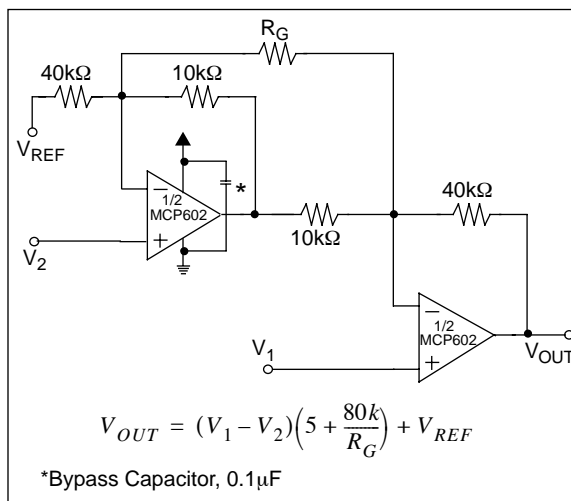 R_G
40kΩ 10kΩ
V_REF
*
1/2
MCP602
V_2
40kΩ
10kΩ
1/2
MCP602
V_1
V_OUT
V_OUT = (V_1 – V_2)(5 + 80k/R_G) + V_REF
*Bypass Capacitor, 0.1μF